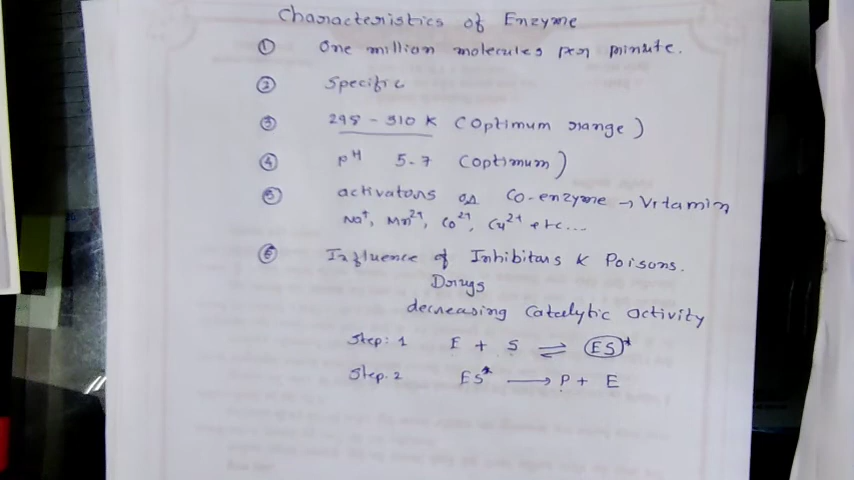 Characteristics of Enzyme
① One million molecules per minute.
② Specific
③ 298 - 310 K (Optimum range)
④ pH 5-7 (optimum)
⑤ activators or Co-enzyme → Vitamin
Na⁺, Mn²⁺, Co²⁺, Cu²⁺ etc...
⑥ Influence of Inhibitors & Poisons.
Drugs
decreasing Catalytic activity
Step: 1 E + S ⇌ (ES)*
Step. 2 ES* ⟶ P + E